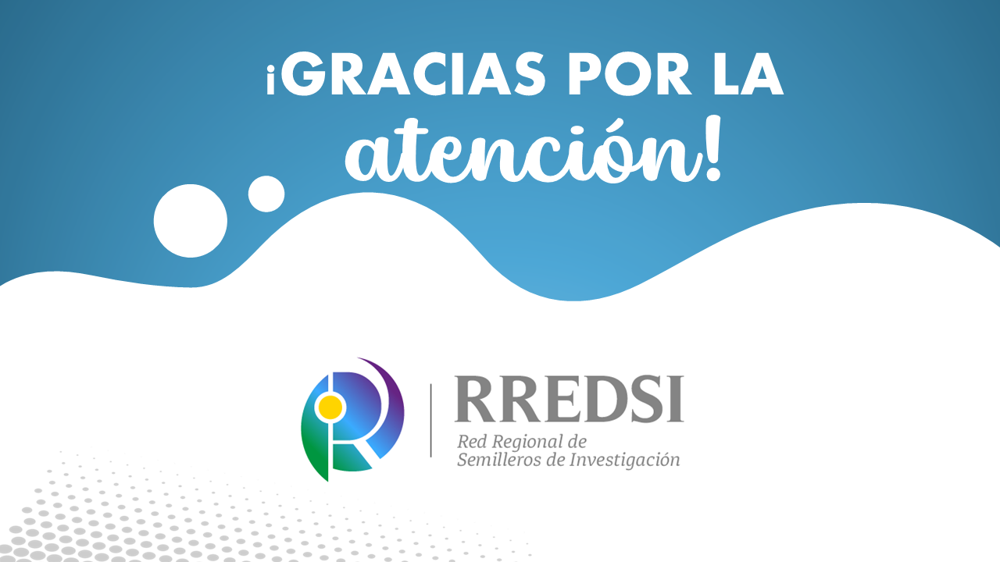 ¡GRACIAS POR LA
atención!
RREDSI
Red Regional de
Semilleros de Investigación